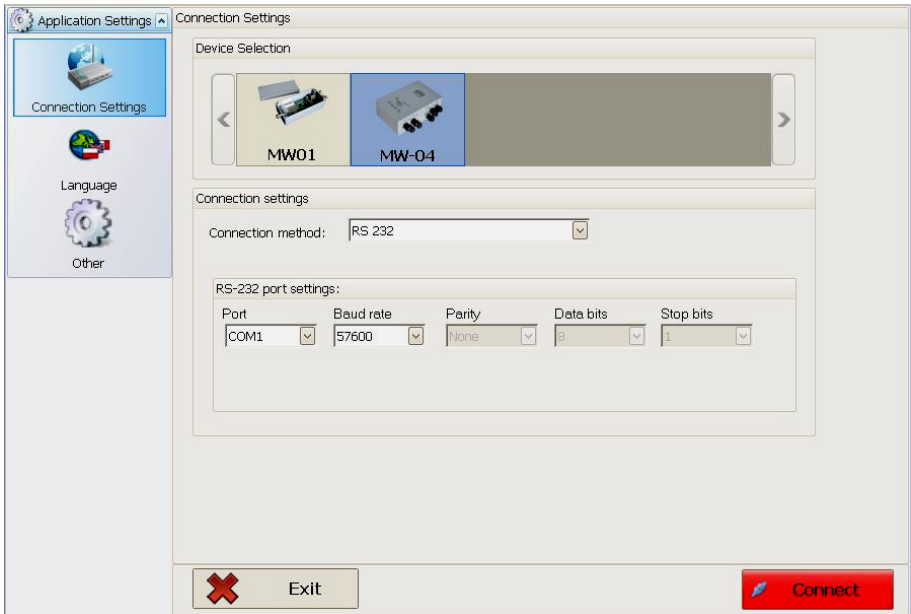 Application Settings
Connection Settings
Connection Settings
Language
Other
Device Selection
MW01
MW-04
Connection settings
Connection method:
RS 232
RS-232 port settings:
Port Baud rate Parity Data bits Stop bits
COM1 57600 None 8 1
Exit
Connect